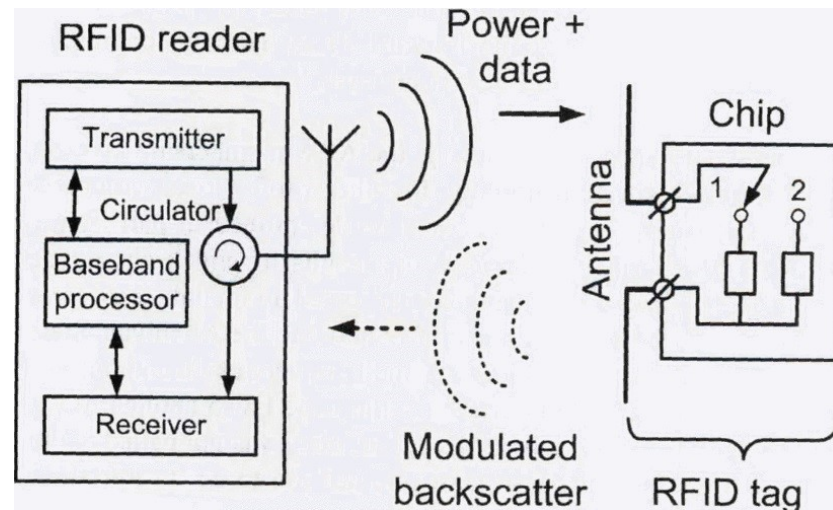 RFID reader
Power +
data
Transmitter
Circulator
Baseband
processor
Receiver
Modulated
backscatter
Antenna
Chip
1
2
RFID tag